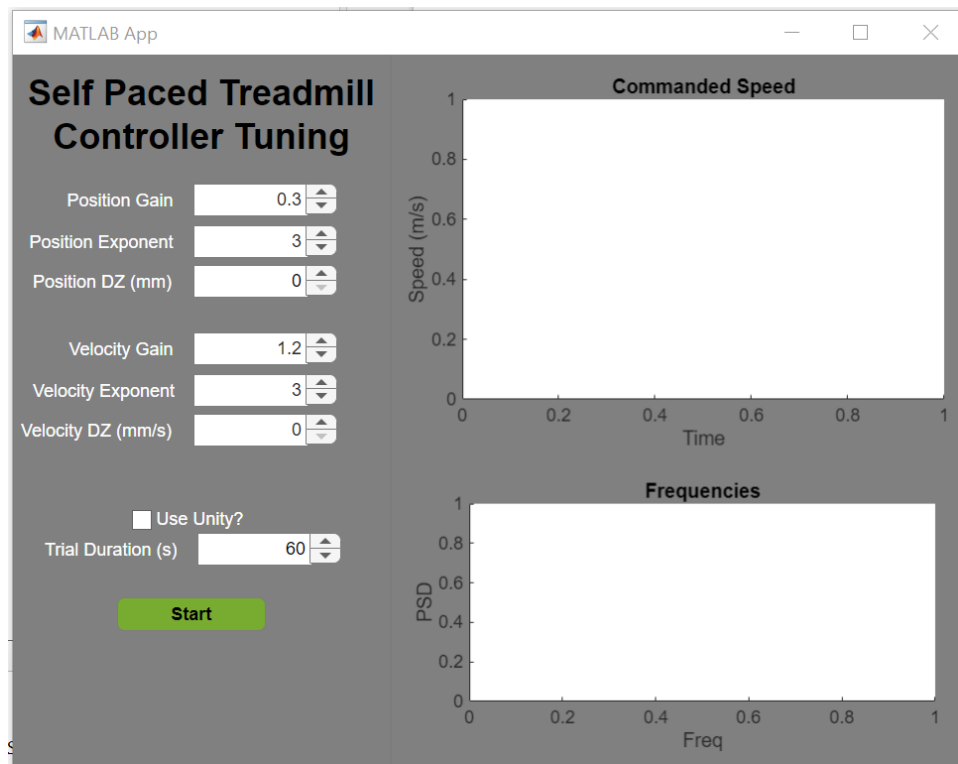 MATLAB App
Self Paced Treadmill
Controller Tuning
Position Gain 0.3
Position Exponent 3
Position DZ (mm) 0
Velocity Gain 1.2
Velocity Exponent 3
Velocity DZ (mm/s) 0
Use Unity?
Trial Duration (s) 60
Start
Commanded Speed
1
0.8
0.6
0.4
0.2
0
Speed (m/s)
0 0.2 0.4 0.6 0.8 1
Time
Frequencies
1
0.8
0.6
0.4
0.2
0
PSD
0 0.2 0.4 0.6 0.8 1
Freq